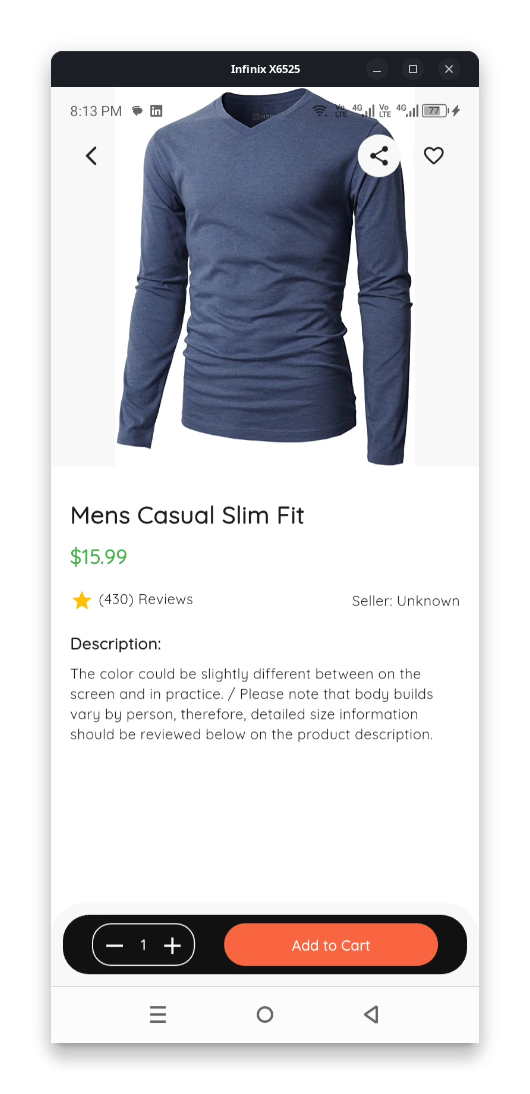 Infinix X6525
8:13 PM
Vo LTE 4G Vo LTE 4G 77
Mens Casual Slim Fit
$15.99
(430) Reviews
Seller: Unknown
Description:
The color could be slightly different between on the
screen and in practice. / Please note that body builds
vary by person, therefore, detailed size information
should be reviewed below on the product description.
1
Add to Cart